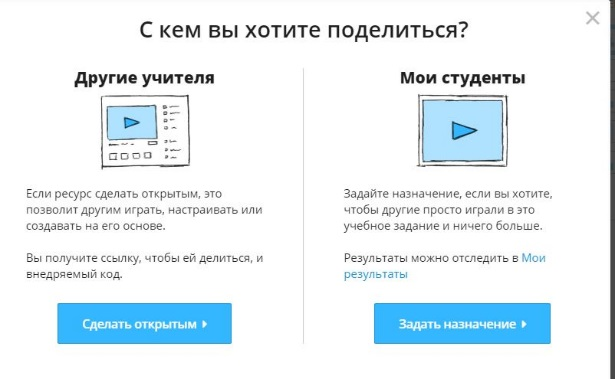 С кем вы хотите поделиться?
Другие учителя
Если ресурс сделать открытым, это
позволит другим играть, настраивать или
создавать на его основе.
Вы получите ссылку, чтобы ей делиться, и
внедряемый код.
Сделать открытым
Мои студенты
Задайте назначение, если вы хотите,
чтобы другие просто играли в это
учебное задание и ничего больше.
Результаты можно отследить в Мои
результаты
Задать назначение